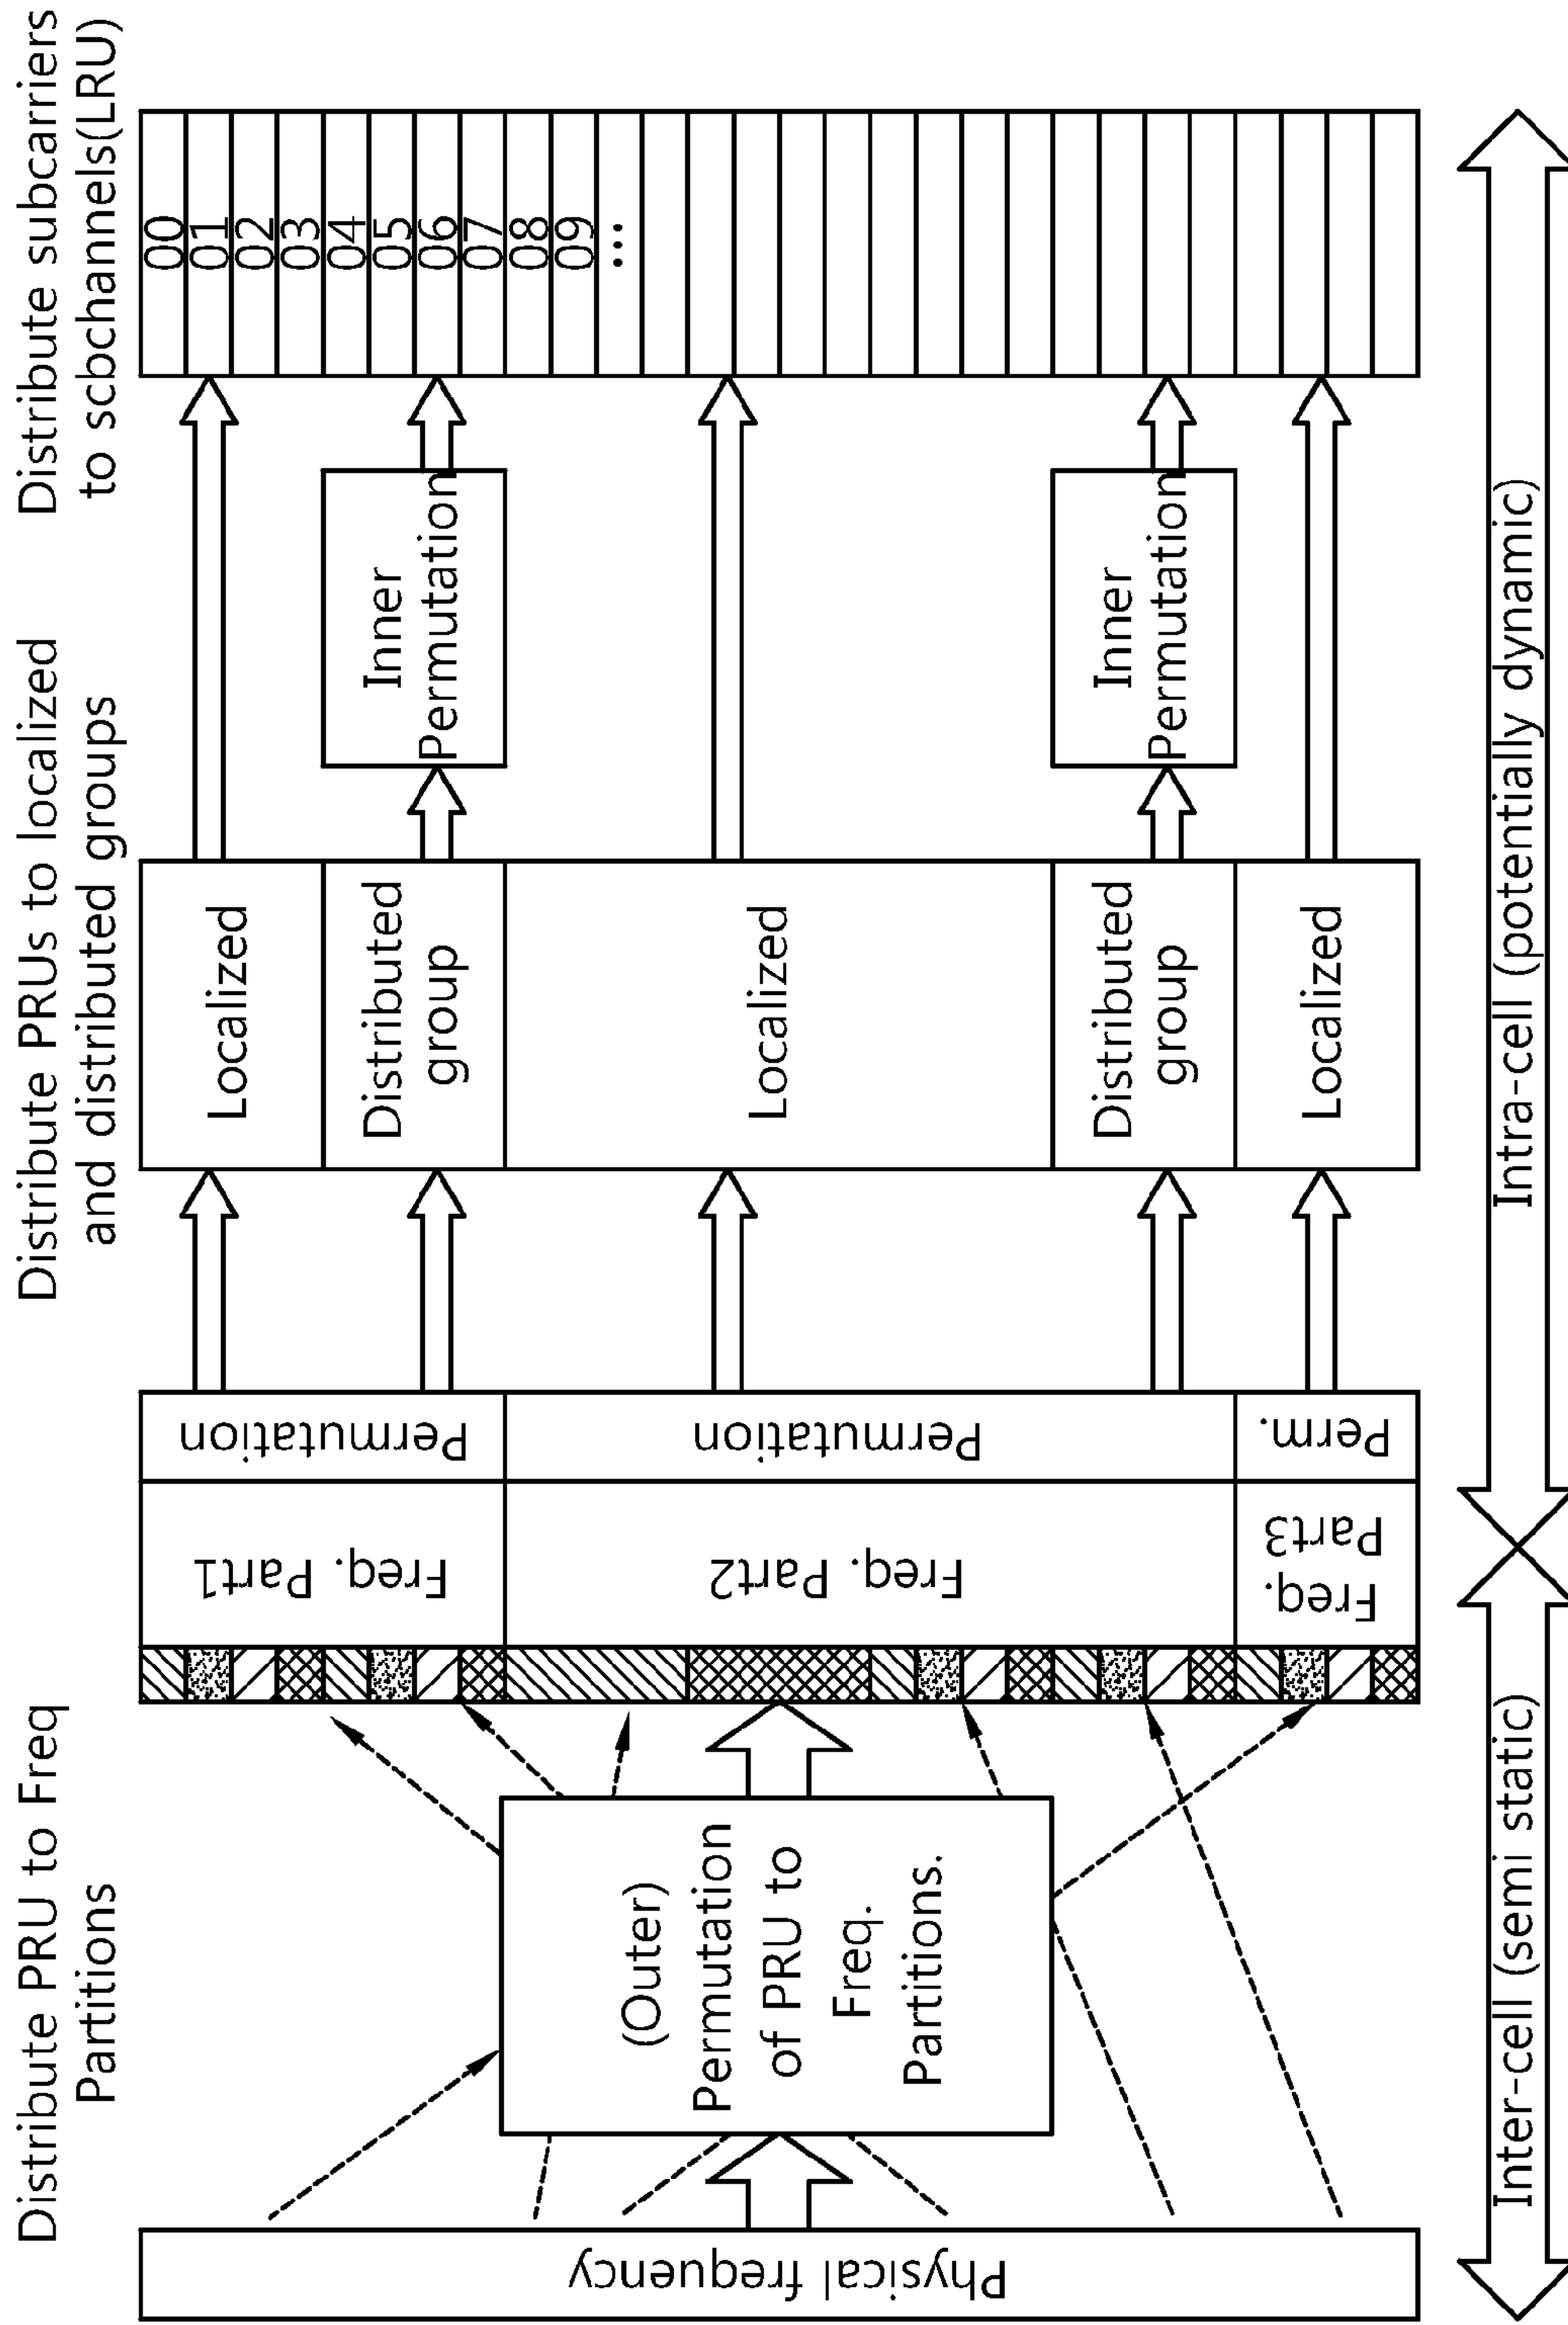 Distribute PRU to Freq
Partitions
Distribute PRUs to localized
and distributed groups
Distribute subcarriers
to scbchannels(LRU)
Physical frequency
(Outer)
Permutation
of PRU to
Freq.
Partitions.
Freq. Part1
Freq. Part2
Freq.
Part3
Permutation
Permutation
Perm.
Localized
Distributed
group
Localized
Distributed
group
Localized
Inner
Permutation
Inner
Permutation
00
01
02
03
04
05
06
07
08
09
...
Inter-cell (semi static)
Intra-cell (potentially dynamic)